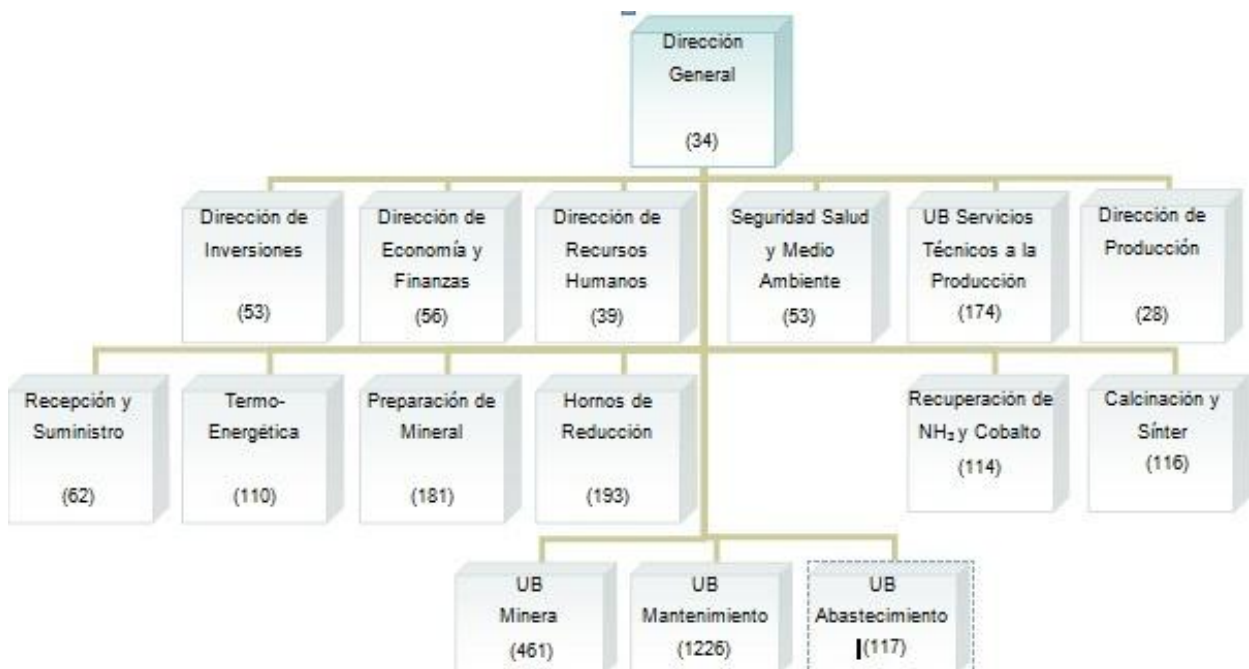 Dirección
General
(34)
Dirección de
Inversiones
(53)
Dirección de
Economía y
Finanzas
(56)
Dirección de
Recursos
Humanos
(39)
Seguridad Salud
y Medio
Ambiente
(53)
UB Servicios
Técnicos a la
Producción
(174)
Dirección de
Producción
(28)
Recepción y
Suministro
(62)
Termo-
Energética
(110)
Preparación de
Mineral
(181)
Hornos de
Reducción
(193)
Recuperación de
NH₃ y Cobalto
(114)
Calcinación y
Sínter
(116)
UB
Minera
(461)
UB
Mantenimiento
(1226)
UB
Abastecimiento
(117)